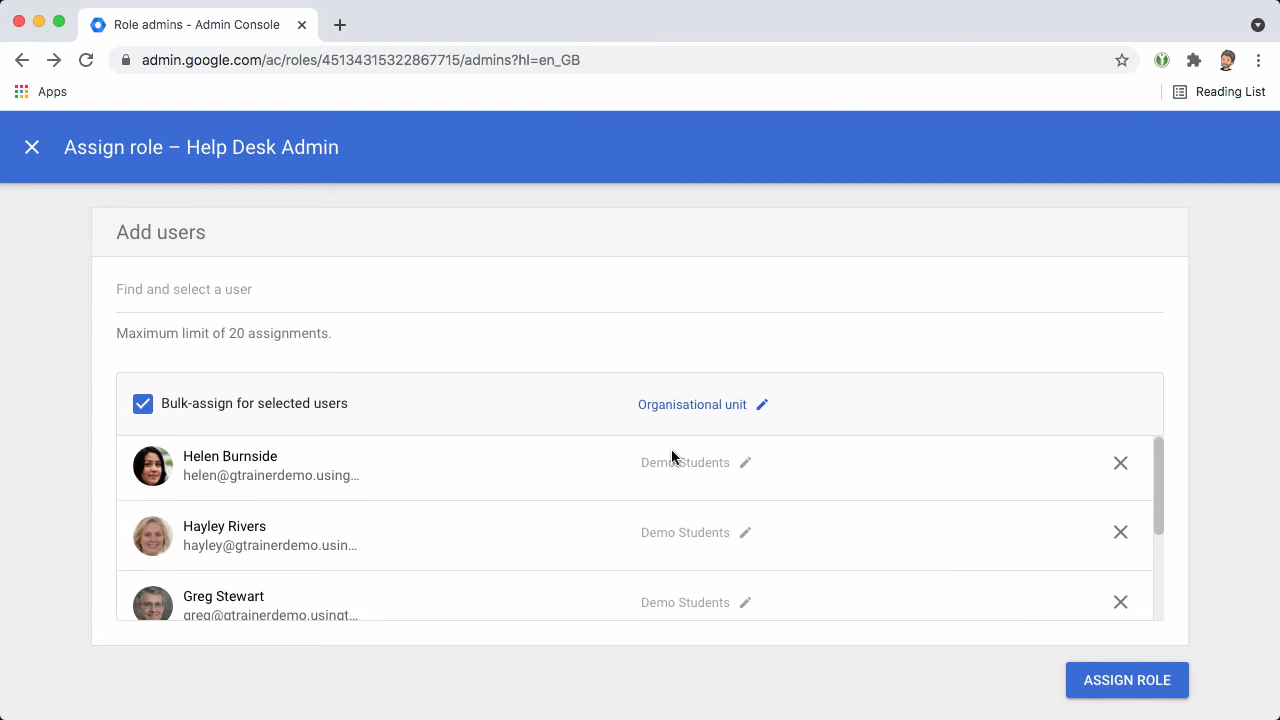 Role admins - Admin Console
admin.google.com/ac/roles/45134315322867715/admins?hl=en_GB
Apps
Reading List
Assign role – Help Desk Admin
Add users
Find and select a user
Maximum limit of 20 assignments.
Bulk-assign for selected users
Organisational unit
Helen Burnside
Demo Students
helen@gtrainerdemo.using...
Hayley Rivers
Demo Students
hayley@gtrainerdemo.usin...
Greg Stewart
Demo Students
greg@gtrainerdemo.usingt...
ASSIGN ROLE